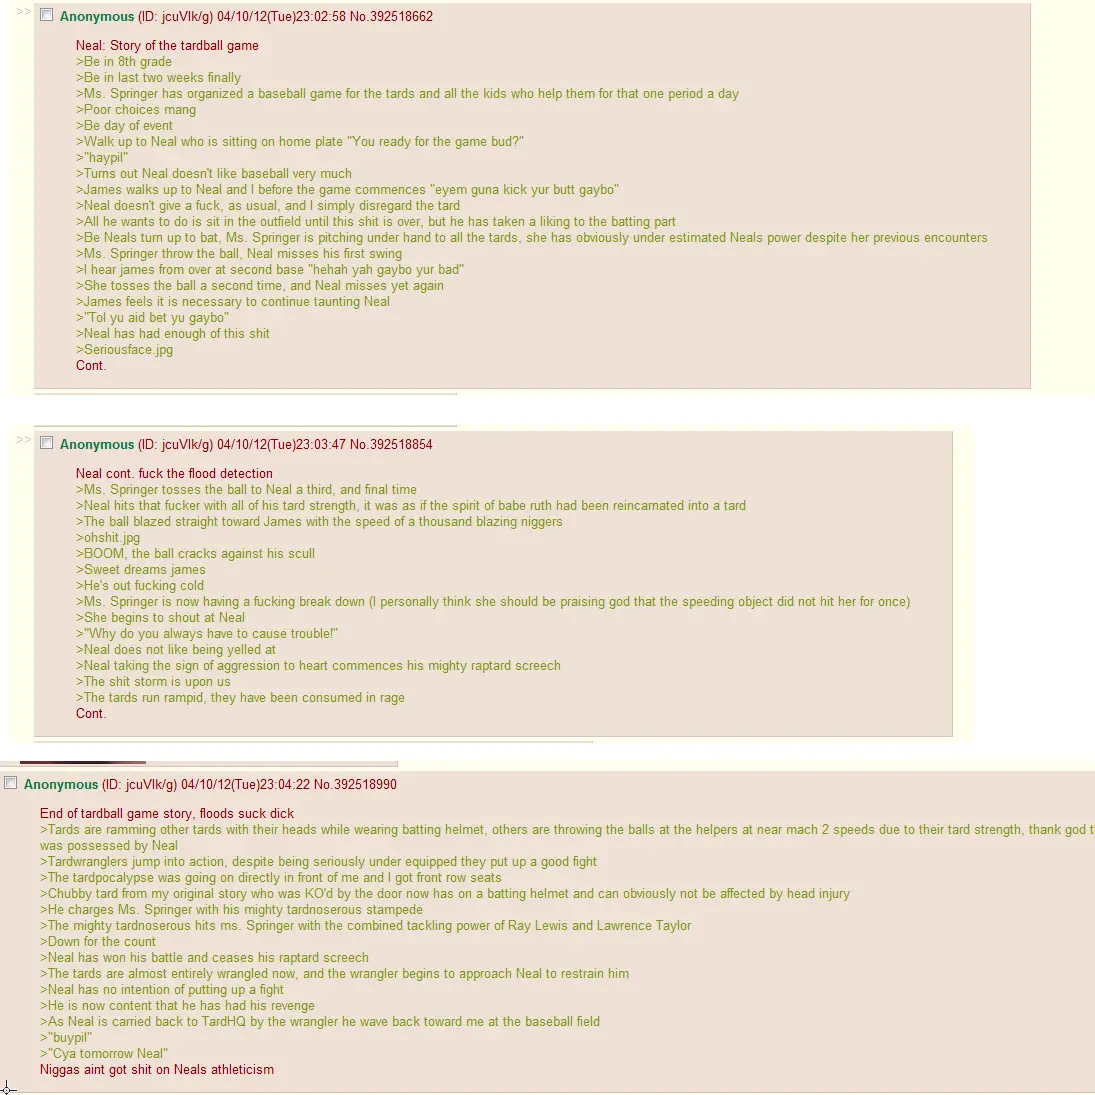 >> Anonymous (ID: jcuVlk/g) 04/10/12(Tue)23:02:58 No.392518662
Neal: Story of the tardball game
>Be in 8th grade
>Be in last two weeks finally
>Ms. Springer has organized a baseball game for the tards and all the kids who help them for that one period a day
>Poor choices mang
>Be day of event
>Walk up to Neal who is sitting on home plate "You ready for the game bud?"
>"haypil"
>Turns out Neal doesn't like baseball very much
>James walks up to Neal and I before the game commences "eyem guna kick yur butt gaybo"
>Neal doesn't give a fuck, as usual, and I simply disregard the tard
>All he wants to do is sit in the outfield until this shit is over, but he has taken a liking to the batting part
>Be Neals turn up to bat, Ms. Springer is pitching under hand to all the tards, she has obviously under estimated Neals power despite her previous encounters
>Ms. Springer throw the ball, Neal misses his first swing
>I hear james from over at second base "hehah yah gaybo yur bad"
>She tosses the ball a second time, and Neal misses yet again
>James feels it is necessary to continue taunting Neal
>"Tol yu aid bet yu gaybo"
>Neal has had enough of this shit
>Seriousface.jpg
Cont.
>> Anonymous (ID: jcuVlk/g) 04/10/12(Tue)23:03:47 No.392518854
Neal cont. fuck the flood detection
>Ms. Springer tosses the ball to Neal a third, and final time
>Neal hits that fucker with all of his tard strength, it was as if the spirit of babe ruth had been reincarnated into a tard
>The ball blazed straight toward James with the speed of a thousand blazing niggers
>ohshit.jpg
>BOOM, the ball cracks against his scull
>Sweet dreams james
>He's out fucking cold
>Ms. Springer is now having a fucking break down (I personally think she should be praising god that the speeding object did not hit her for once)
>She begins to shout at Neal
>"Why do you always have to cause trouble!"
>Neal does not like being yelled at
>Neal taking the sign of aggression to heart commences his mighty raptard screech
>The shit storm is upon us
>The tards run rampid, they have been consumed in rage
Cont.
Anonymous (ID: jcuVlk/g) 04/10/12(Tue)23:04:22 No.392518990
End of tardball game story, floods suck dick
>Tards are ramming other tards with their heads while wearing batting helmet, others are throwing the balls at the helpers at near mach 2 speeds due to their tard strength, thank god
was possessed by Neal
>Tardwranglers jump into action, despite being seriously under equipped they put up a good fight
>The tardpocalypse was going on directly in front of me and I got front row seats
>Chubby tard from my original story who was KO'd by the door now has on a batting helmet and can obviously not be affected by head injury
>He charges Ms. Springer with his mighty tardnoserous stampede
>The mighty tardnoserous hits ms. Springer with the combined tackling power of Ray Lewis and Lawrence Taylor
>Down for the count
>Neal has won his battle and ceases his raptard screech
>The tards are almost entirely wrangled now, and the wrangler begins to approach Neal to restrain him
>Neal has no intention of putting up a fight
>He is now content that he has had his revenge
>As Neal is carried back to TardHQ by the wrangler he wave back toward me at the baseball field
>"buypil"
>"Cya tomorrow Neal"
Niggas aint got shit on Neals athleticism